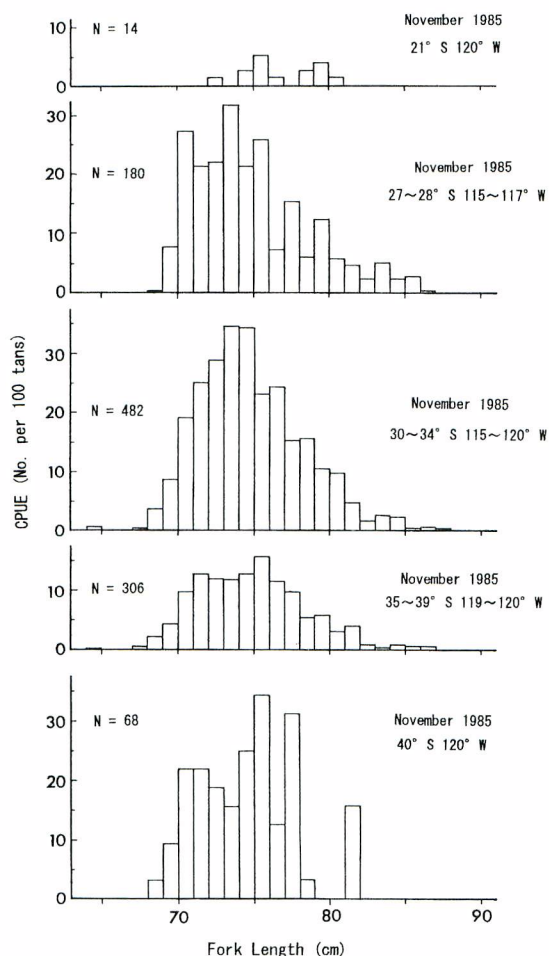 10
0
N = 14
November 1985
21° S 120° W
30
20
10
0
N = 180
November 1985
27~28° S 115~117° W
30
20
10
0
N = 482
November 1985
30~34° S 115~120° W
CPUE (No. per 100 tans)
10
0
N = 306
November 1985
35~39° S 119~120° W
30
20
10
0
N = 68
November 1985
40° S 120° W
70 80 90
Fork Length (cm)